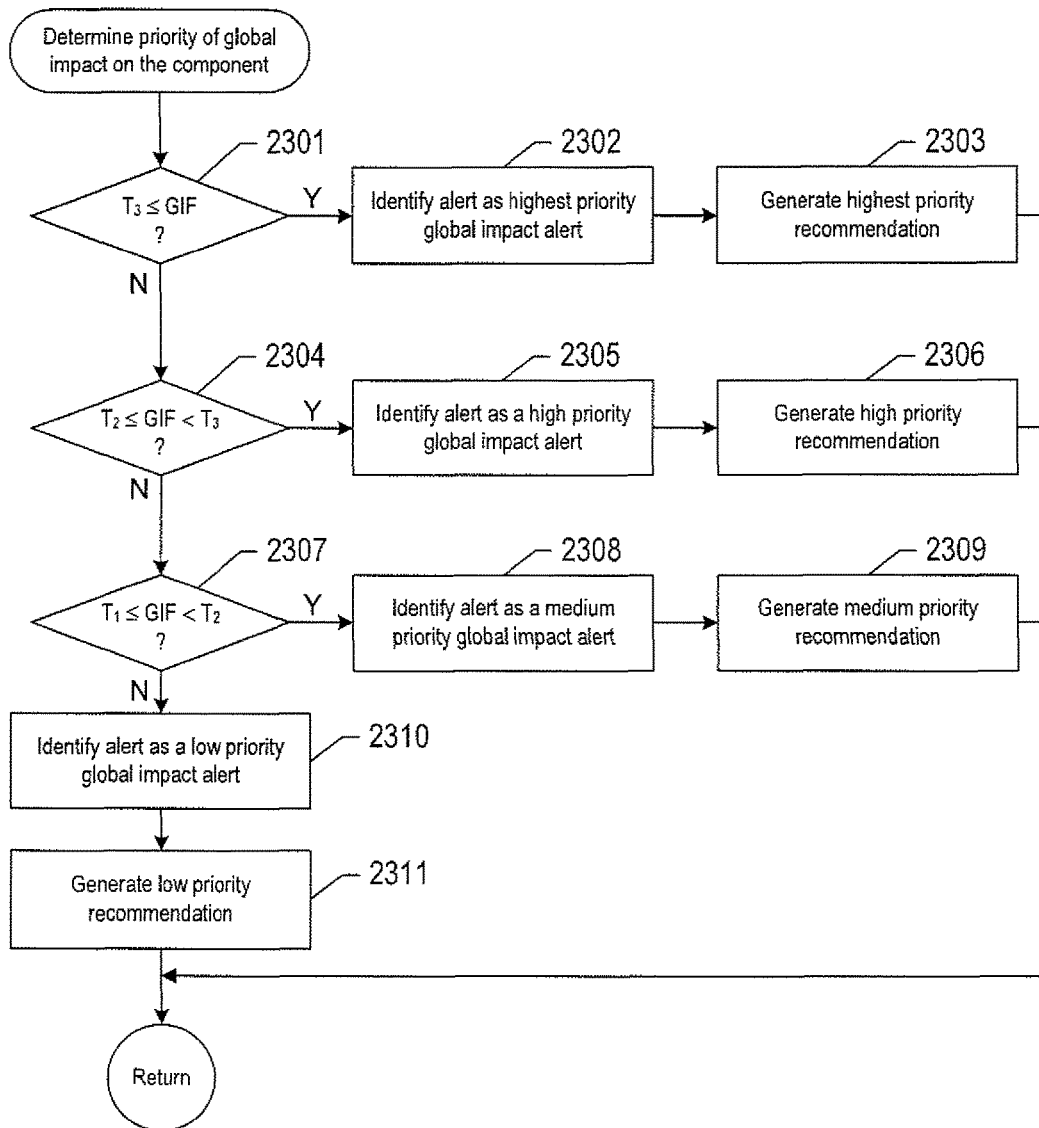 Determine priority of global
impact on the component
2301
T₃ ≤ GIF
?
Y
N
2302
Identify alert as highest priority
global impact alert
2303
Generate highest priority
recommendation
2304
T₂ ≤ GIF < T₃
?
Y
N
2305
Identify alert as a high priority
global impact alert
2306
Generate high priority
recommendation
2307
T₁ ≤ GIF < T₂
?
Y
N
2308
Identify alert as a medium
priority global impact alert
2309
Generate medium priority
recommendation
Identify alert as a low priority
global impact alert
2310
Generate low priority
recommendation
2311
Return